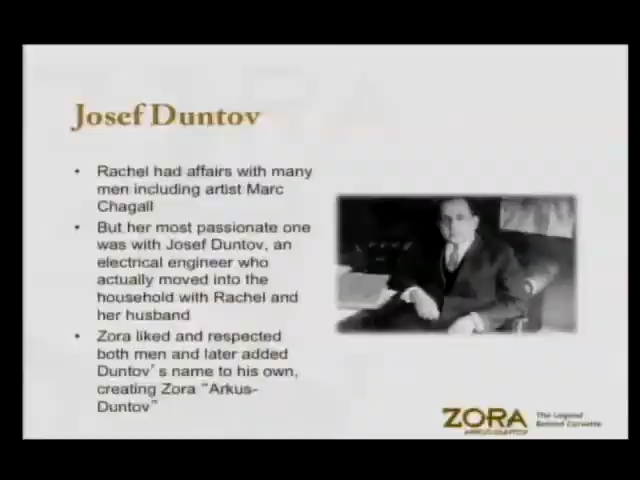 Josef Duntov
• Rachel had affairs with many
men including artist Marc
Chagall
• But her most passionate one
was with Josef Duntov, an
electrical engineer who
actually moved into the
household with Rachel and
her husband
• Zora liked and respected
both men and later added
Duntov's name to his own,
creating Zora "Arkus-
Duntov"
ZORA
ARKUS-DUNTOV
The Legend
Behind Corvette